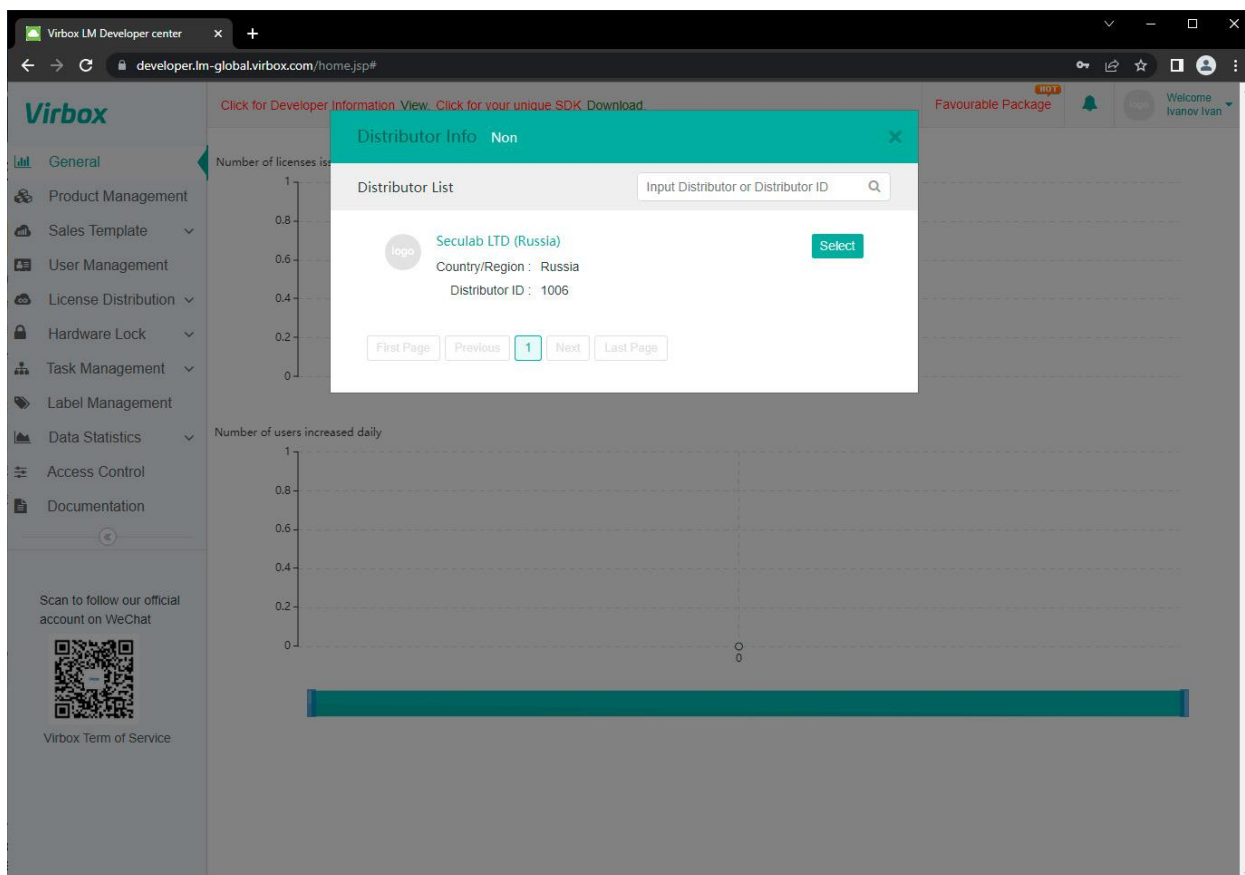 Virbox LM Developer center
developer.lm-global.virbox.com/home.jsp#
Virbox
Click for Developer Information View. Click for your unique SDK Download.
HOT
Favourable Package
Welcome
Ivanov Ivan
General
Product Management
Sales Template
User Management
License Distribution
Hardware Lock
Task Management
Label Management
Data Statistics
Access Control
Documentation
Scan to follow our official
account on WeChat
Virbox Term of Service
Distributor Info Non
Distributor List
Input Distributor or Distributor ID
logo
Seculab LTD (Russia)
Select
Country/Region : Russia
Distributor ID : 1006
First Page Previous 1 Next Last Page
Number of licenses
1
0.8
0.6
0.4
0.2
0
Number of users increased daily
1
0.8
0.6
0.4
0.2
0
0